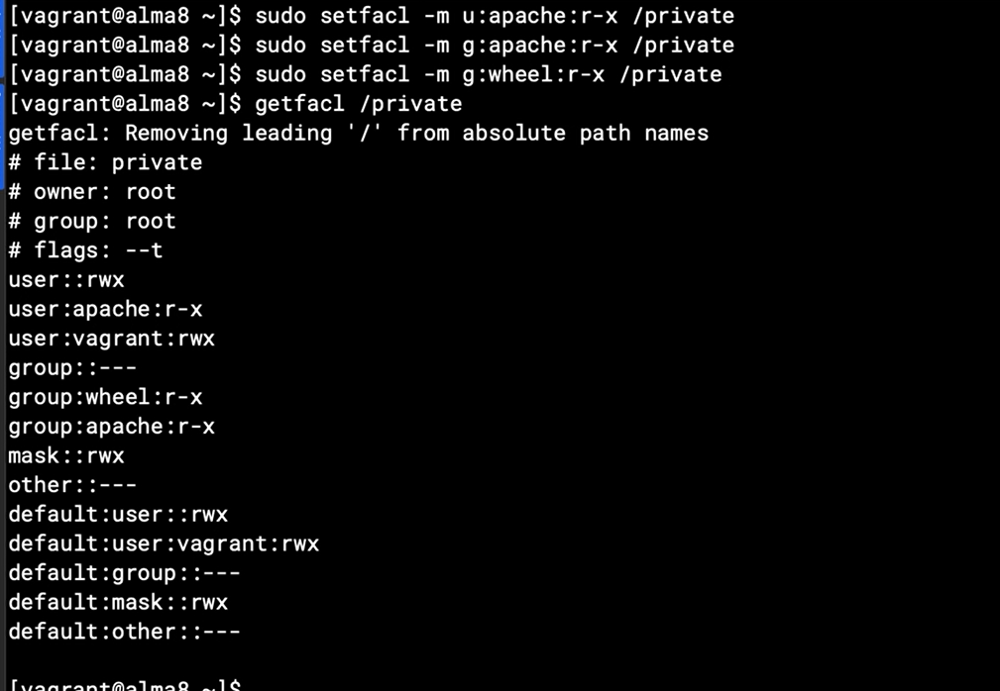 [vagrant@alma8 ~]$ sudo setfacl -m u:apache:r-x /private
[vagrant@alma8 ~]$ sudo setfacl -m g:apache:r-x /private
[vagrant@alma8 ~]$ sudo setfacl -m g:wheel:r-x /private
[vagrant@alma8 ~]$ getfacl /private
getfacl: Removing leading '/' from absolute path names
# file: private
# owner: root
# group: root
# flags: --t
user::rwx
user:apache:r-x
user:vagrant:rwx
group::---
group:wheel:r-x
group:apache:r-x
mask::rwx
other::---
default:user::rwx
default:user:vagrant:rwx
default:group::---
default:mask::rwx
default:other::---
[vagrant@alma8 ~]$